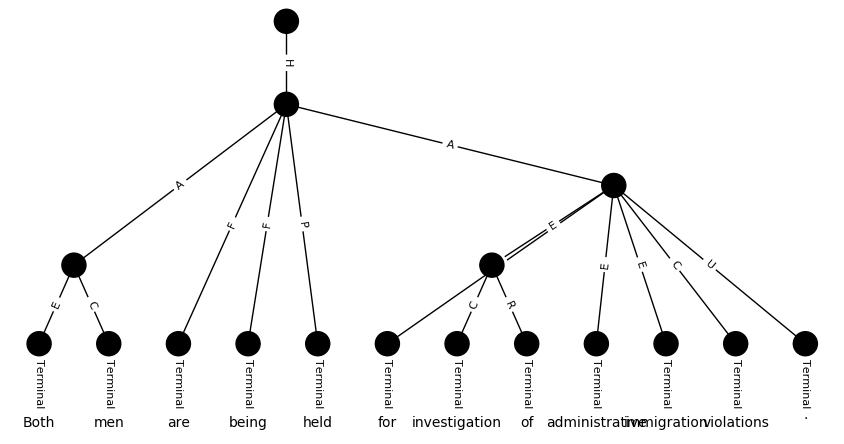 H
A
A
F
F
P
E
E
E
C
U
E
C
C
R
Terminal Terminal Terminal Terminal Terminal Terminal Terminal Terminal Terminal Terminal Terminal Terminal
Both men are being held for investigation of administrative immigration violations .